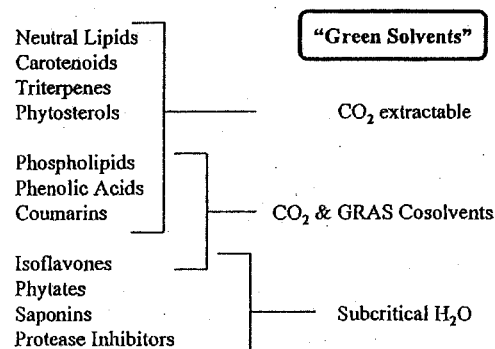 “Green Solvents”
Neutral Lipids
Carotenoids
Triterpenes
Phytosterols
CO₂ extractable
Phospholipids
Phenolic Acids
Coumarins
CO₂ & GRAS Cosolvents
Isoflavones
Phytates
Saponins
Protease Inhibitors
Subcritical H₂O